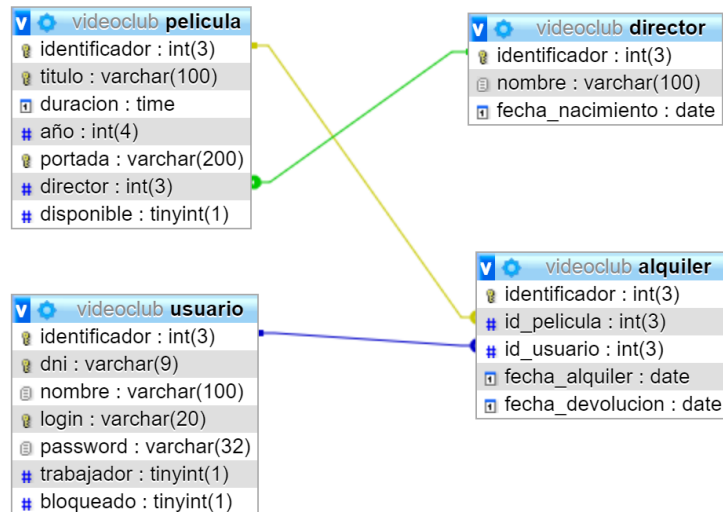 videoclub pelicula
identificador : int(3)
titulo : varchar(100)
duracion : time
año : int(4)
portada : varchar(200)
director : int(3)
disponible : tinyint(1)
videoclub director
identificador : int(3)
nombre : varchar(100)
fecha_nacimiento : date
videoclub usuario
identificador : int(3)
dni : varchar(9)
nombre : varchar(100)
login : varchar(20)
password : varchar(32)
trabajador : tinyint(1)
bloqueado : tinyint(1)
videoclub alquiler
identificador : int(3)
id_pelicula : int(3)
id_usuario : int(3)
fecha_alquiler : date
fecha_devolucion : date